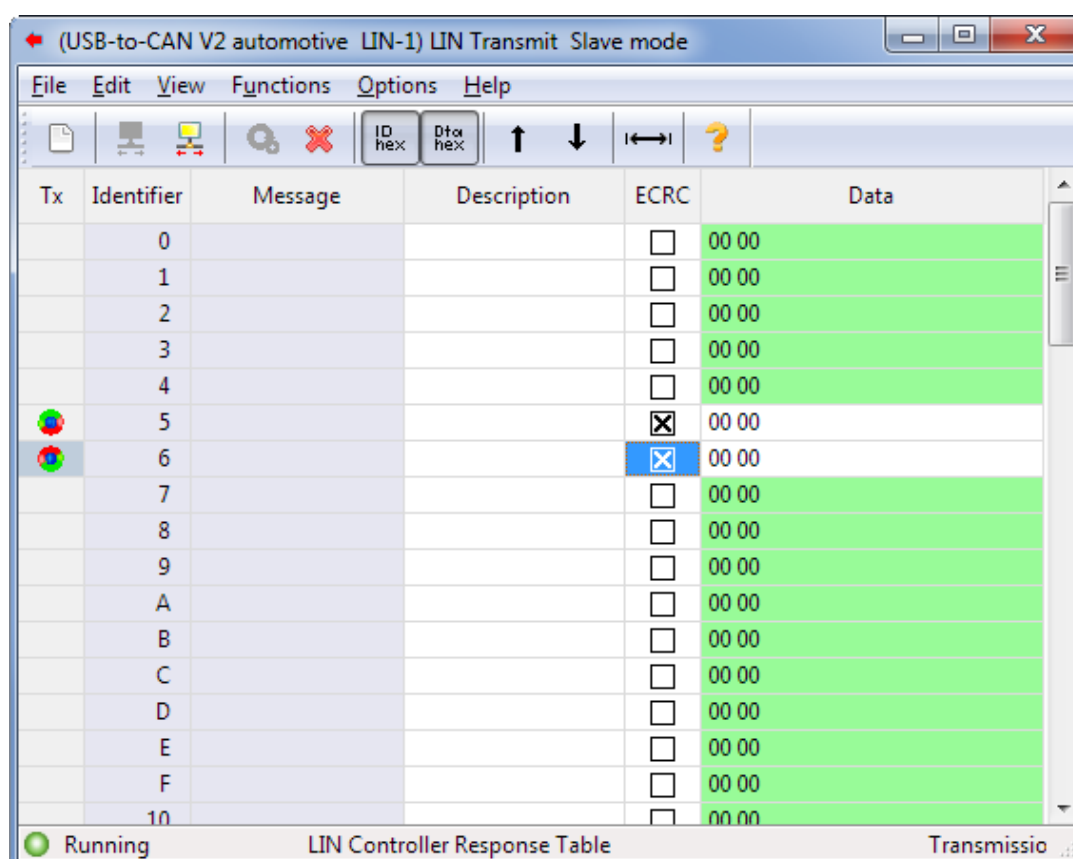 (USB-to-CAN V2 automotive LIN-1) LIN Transmit Slave mode
File Edit View Functions Options Help
ID hex Dta hex
Tx Identifier Message Description ECRC Data
0 00 00
1 00 00
2 00 00
3 00 00
4 00 00
5 00 00
6 00 00
7 00 00
8 00 00
9 00 00
A 00 00
B 00 00
C 00 00
D 00 00
E 00 00
F 00 00
10 00 00
Running LIN Controller Response Table Transmissio